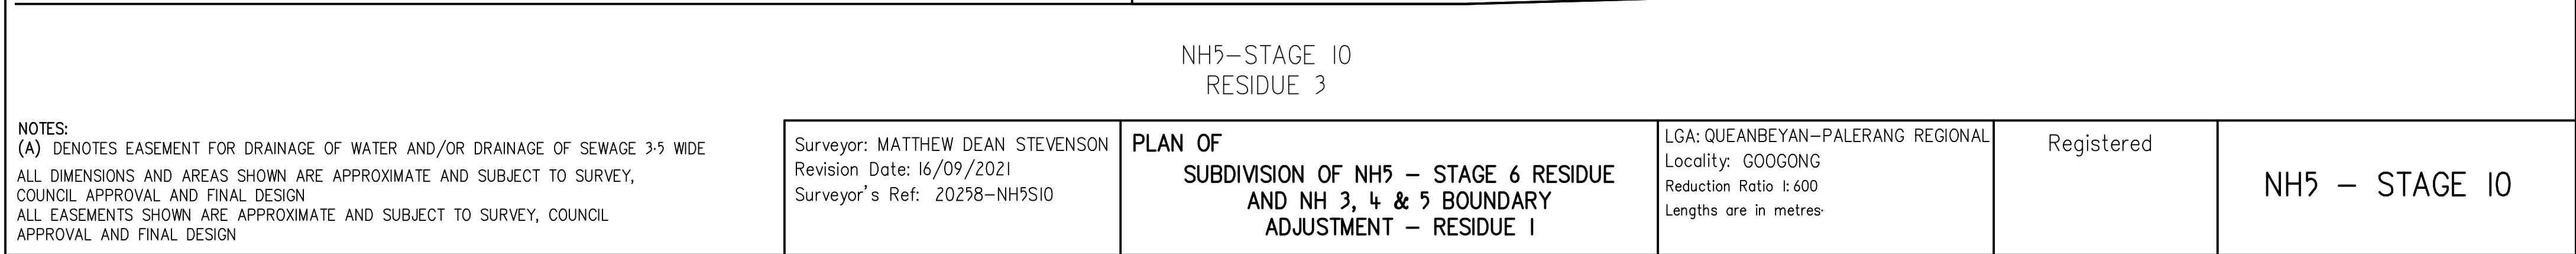 NH5-STAGE 10
RESIDUE 3
NOTES:
(A) DENOTES EASEMENT FOR DRAINAGE OF WATER AND/OR DRAINAGE OF SEWAGE 3·5 WIDE
ALL DIMENSIONS AND AREAS SHOWN ARE APPROXIMATE AND SUBJECT TO SURVEY,
COUNCIL APPROVAL AND FINAL DESIGN
ALL EASEMENTS SHOWN ARE APPROXIMATE AND SUBJECT TO SURVEY, COUNCIL
APPROVAL AND FINAL DESIGN
Surveyor: MATTHEW DEAN STEVENSON
Revision Date: 16/09/2021
Surveyor's Ref: 20258-NH5S10
PLAN OF
SUBDIVISION OF NH5 - STAGE 6 RESIDUE
AND NH 3, 4 & 5 BOUNDARY
ADJUSTMENT - RESIDUE 1
LGA: QUEANBEYAN-PALERANG REGIONAL
Locality: GOOGONG
Reduction Ratio 1: 600
Lengths are in metres·
Registered
NH5 - STAGE 10